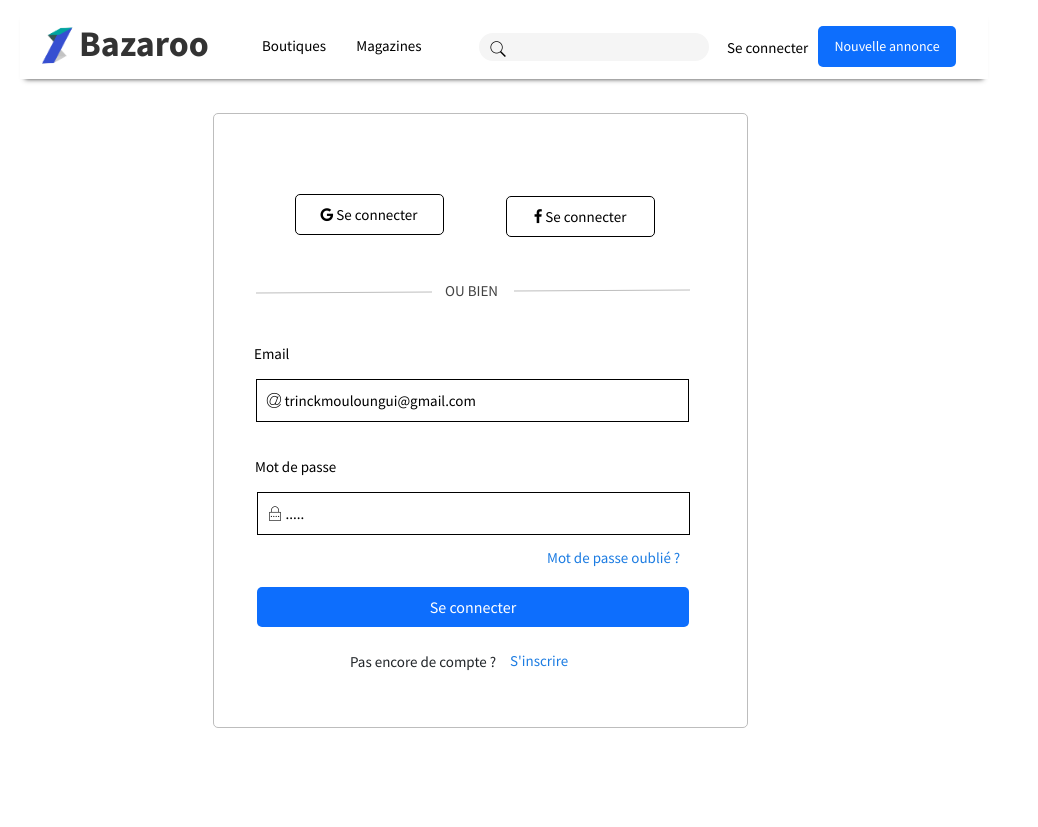 Bazaroo
Boutiques
Magazines
Se connecter
Nouvelle annonce
G Se connecter
f Se connecter
OU BIEN
Email
@ trinckmouloungui@gmail.com
Mot de passe
.....
Mot de passe oublié ?
Se connecter
Pas encore de compte ? S'inscrire